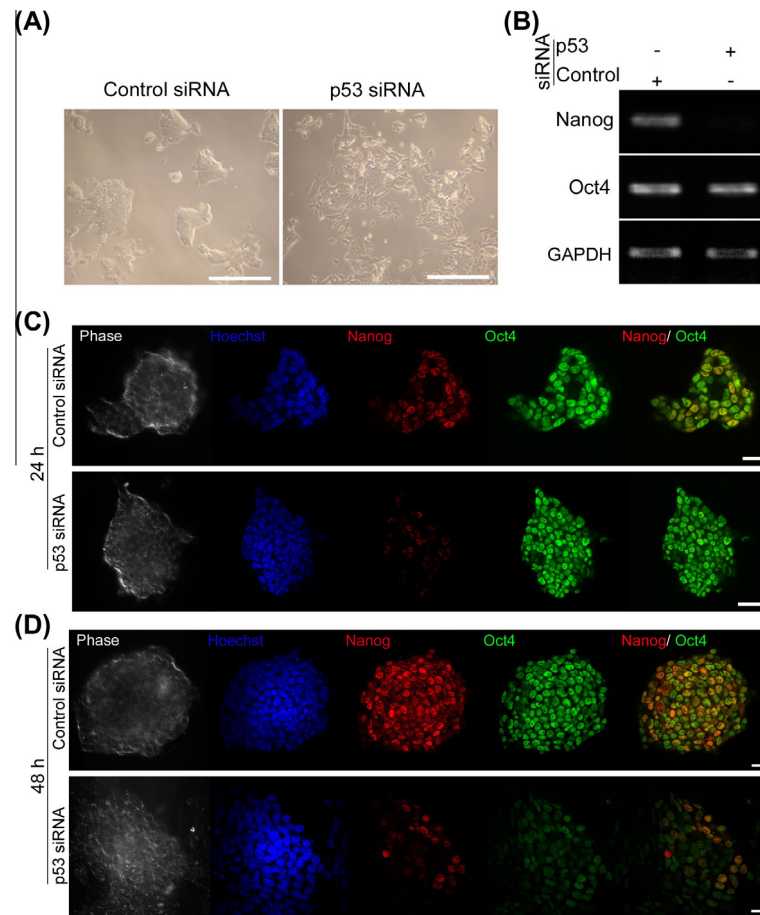 (A)
Control siRNA p53 siRNA
(B)
siRNA
p53 - +
Control + -
Nanog
Oct4
GAPDH
(C)
Phase Hoechst Nanog Oct4 Nanog/ Oct4
24 h
Control siRNA
p53 siRNA
(D)
Phase Hoechst Nanog Oct4 Nanog/ Oct4
48 h
Control siRNA
p53 siRNA